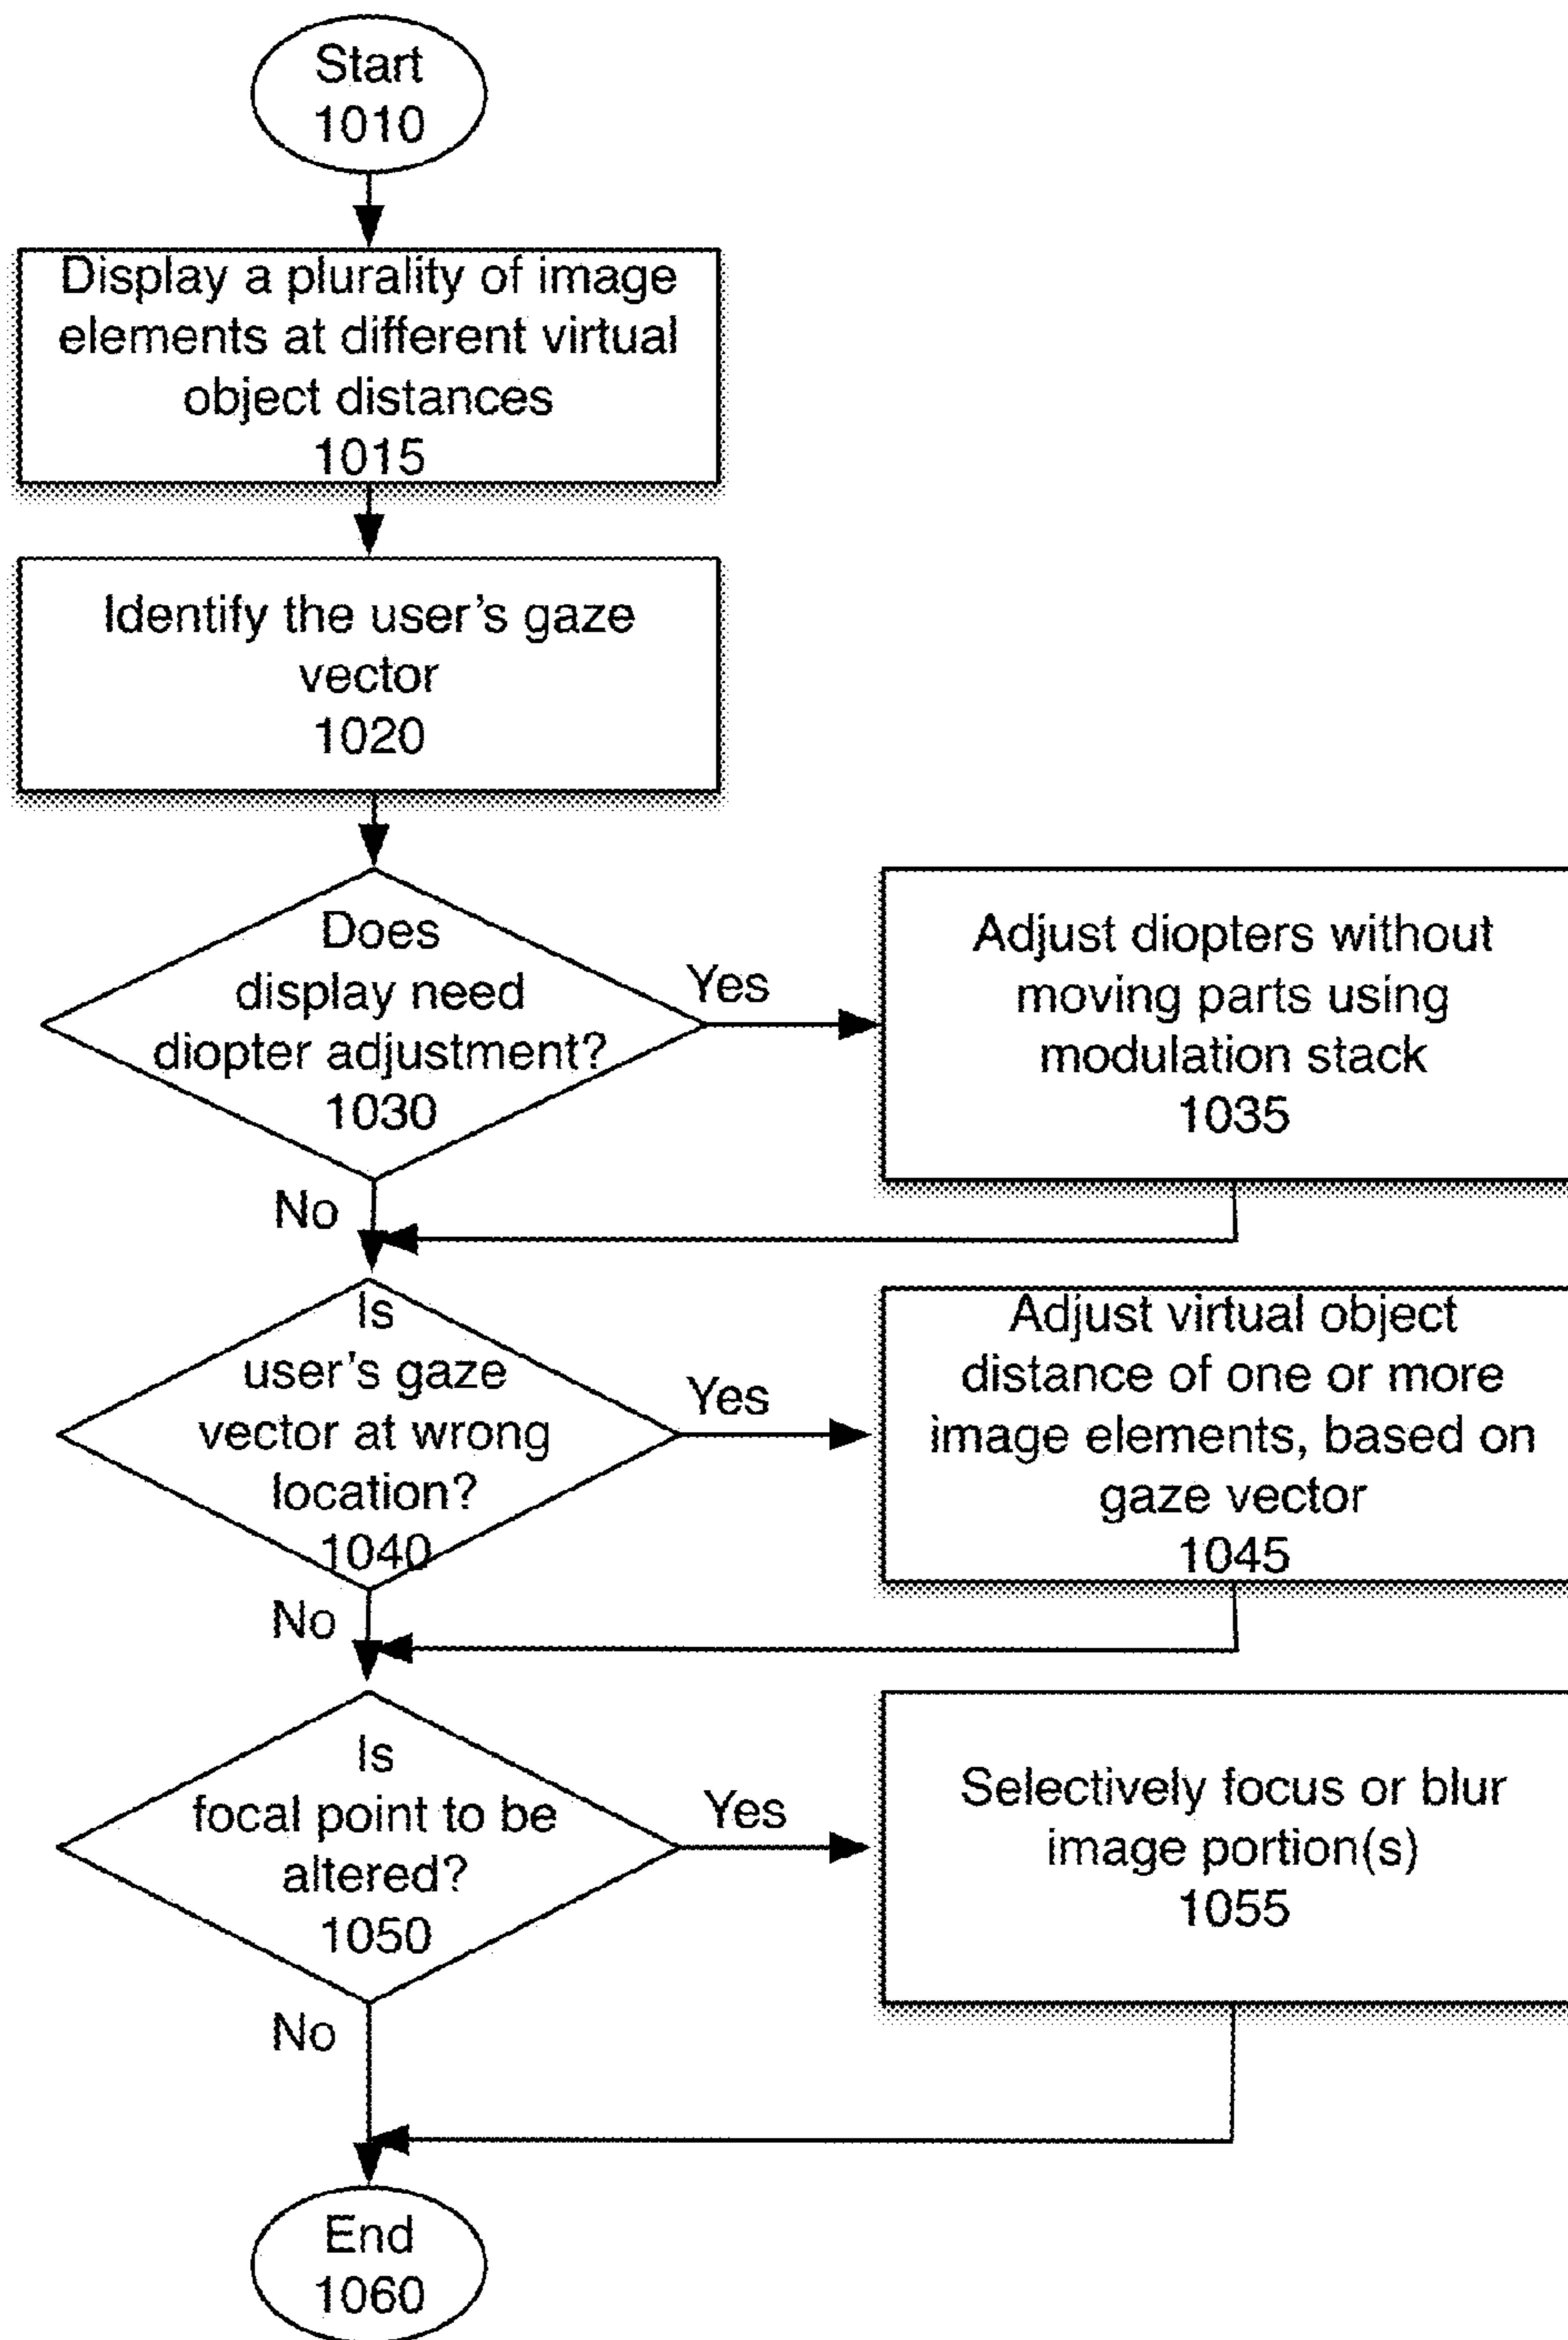 Start
1010
Display a plurality of image
elements at different virtual
object distances
1015
Identify the user's gaze
vector
1020
Does
display need
diopter adjustment?
1030
Yes
Adjust diopters without
moving parts using
modulation stack
1035
No
Is
user's gaze
vector at wrong
location?
1040
Yes
Adjust virtual object
distance of one or more
image elements, based on
gaze vector
1045
No
Is
focal point to be
altered?
1050
Yes
Selectively focus or blur
image portion(s)
1055
No
End
1060